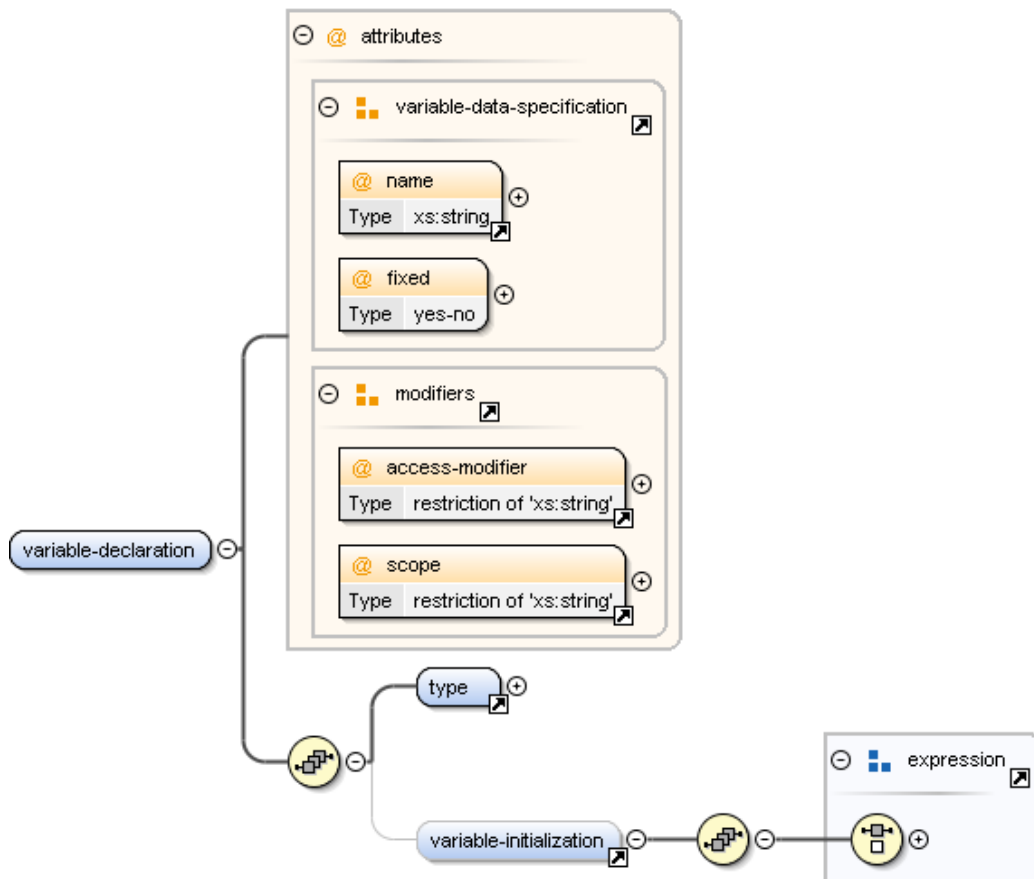 @ attributes
variable-data-specification
@ name
Type xs:string
@ fixed
Type yes-no
modifiers
@ access-modifier
Type restriction of 'xs:string'
@ scope
Type restriction of 'xs:string'
variable-declaration
type
expression
variable-initialization